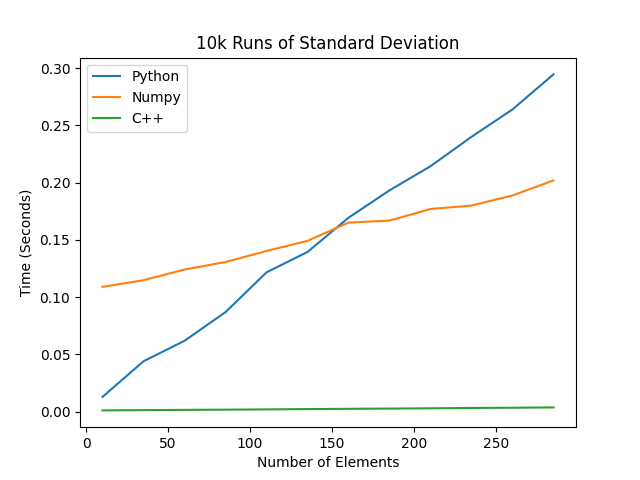 10k Runs of Standard Deviation
Python
Numpy
C++
Time (Seconds)
0.30
0.25
0.20
0.15
0.10
0.05
0.00
0 50 100 150 200 250
Number of Elements